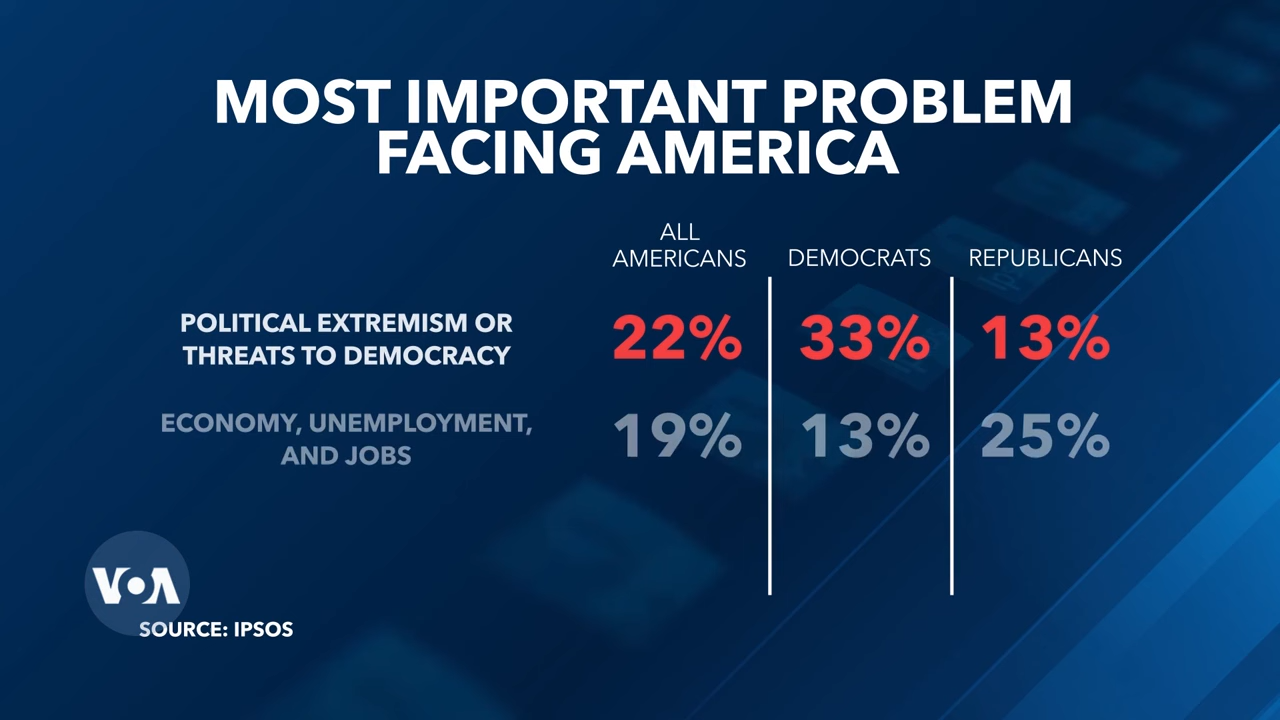 MOST IMPORTANT PROBLEM
FACING AMERICA
ALL
AMERICANS
DEMOCRATS
REPUBLICANS
POLITICAL EXTREMISM OR
THREATS TO DEMOCRACY
22%
33%
13%
ECONOMY, UNEMPLOYMENT,
AND JOBS
19%
13%
25%
VOA
SOURCE: IPSOS